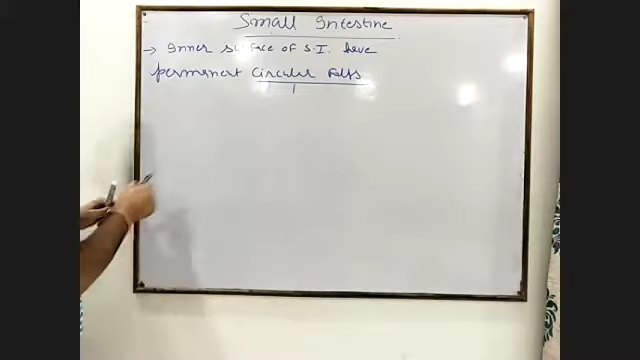 Small Intestine
→ Inner surface of S.I. have
permanent Circular Folds